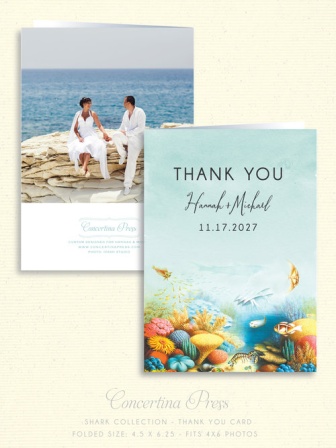 THANK YOU
Hannah + Michael
11.17.2027
Concertina Press
Concertina Press
SHARK COLLECTION - THANK YOU CARD
FOLDED SIZE: 4.5 X 6.25 - FITS 4X6 PHOTOS